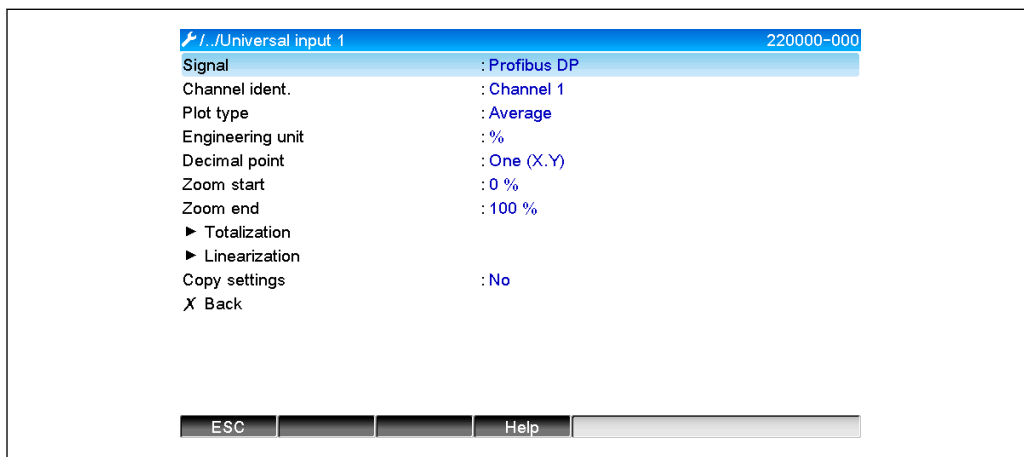 /../Universal input 1 220000-000
Signal : Profibus DP
Channel ident. : Channel 1
Plot type : Average
Engineering unit : %
Decimal point : One (X.Y)
Zoom start : 0 %
Zoom end : 100 %
► Totalization
► Linearization
Copy settings : No
X Back
ESC Help